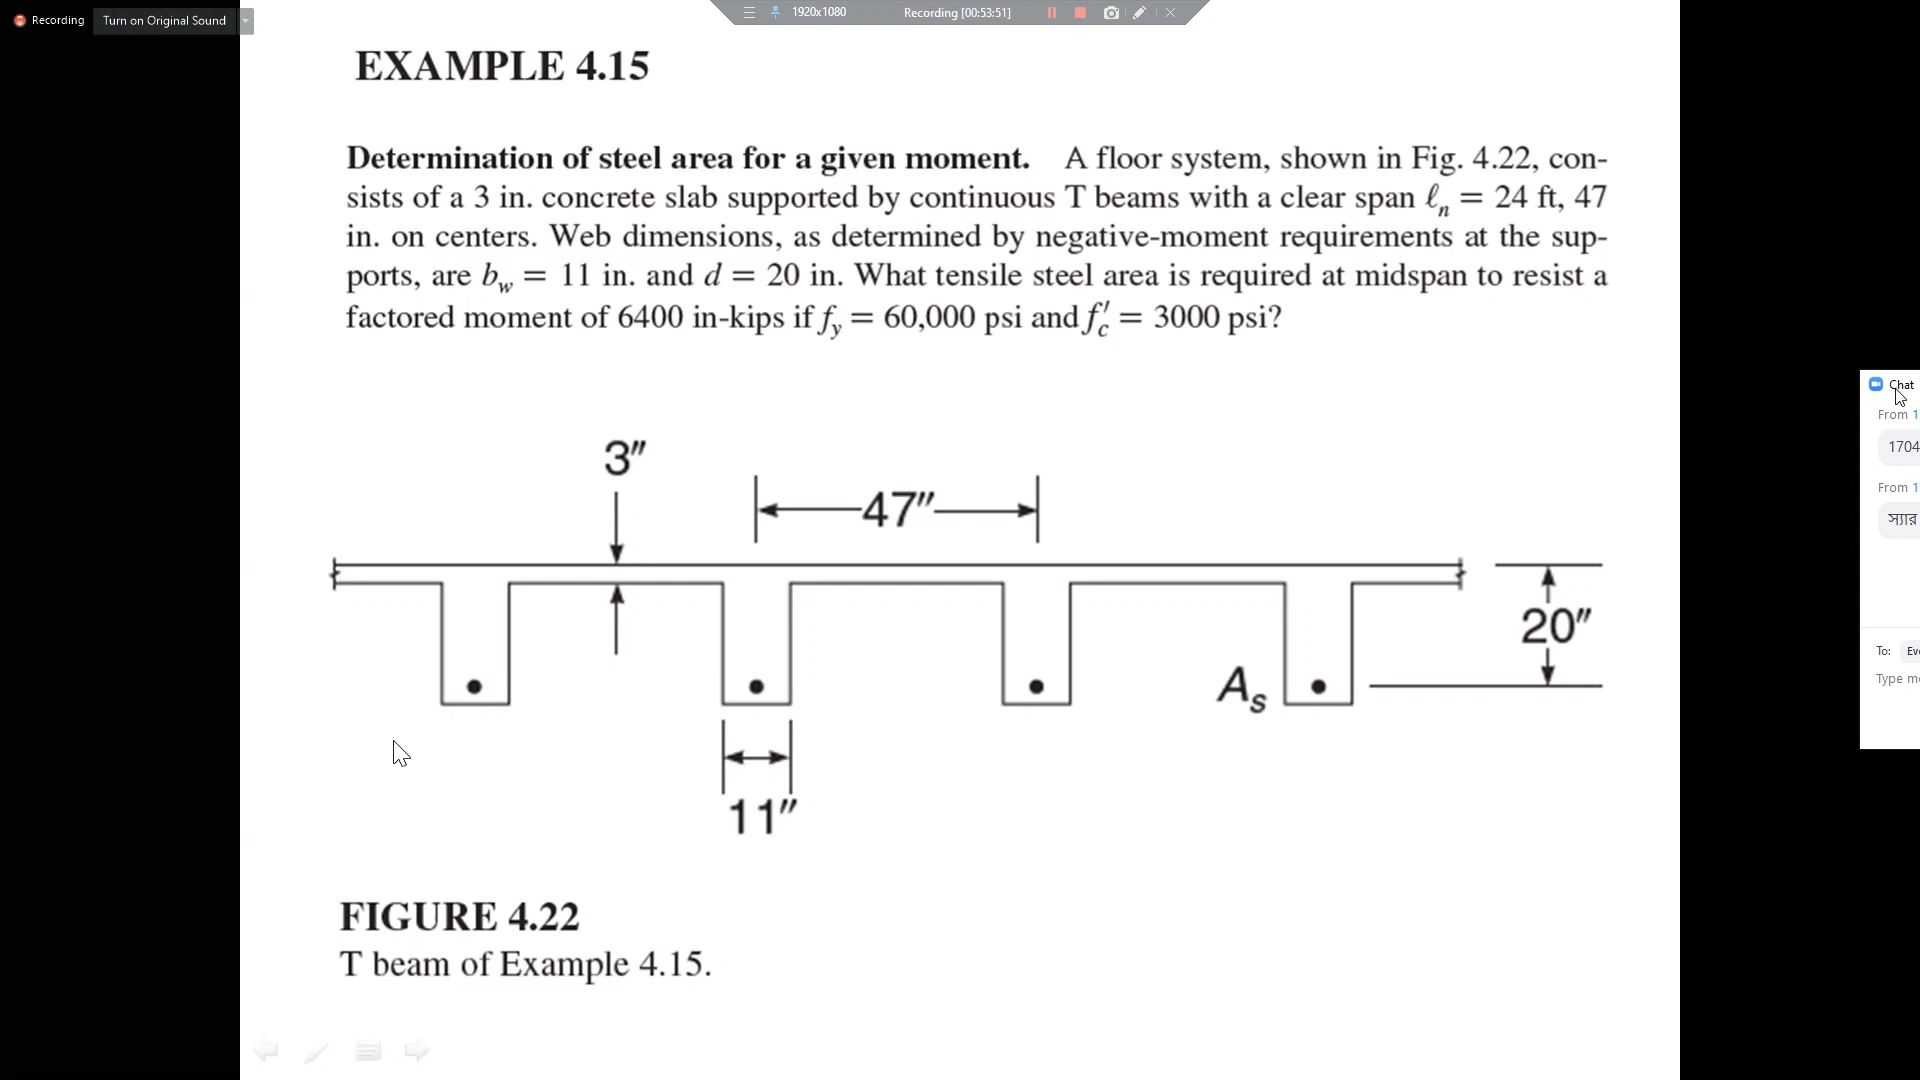 Recording
Turn on Original Sound
1920x1080
Recording [00:53:51]
EXAMPLE 4.15
Determination of steel area for a given moment. A floor system, shown in Fig. 4.22, con-
sists of a 3 in. concrete slab supported by continuous T beams with a clear span ℓn = 24 ft, 47
in. on centers. Web dimensions, as determined by negative-moment requirements at the sup-
ports, are bw = 11 in. and d = 20 in. What tensile steel area is required at midspan to resist a
factored moment of 6400 in-kips if fy = 60,000 psi and f′c = 3000 psi?
3″
47″
20″
As
11″
FIGURE 4.22
T beam of Example 4.15.
Chat
From 1
1704
From 1
স্যার
To: Eve
Type me